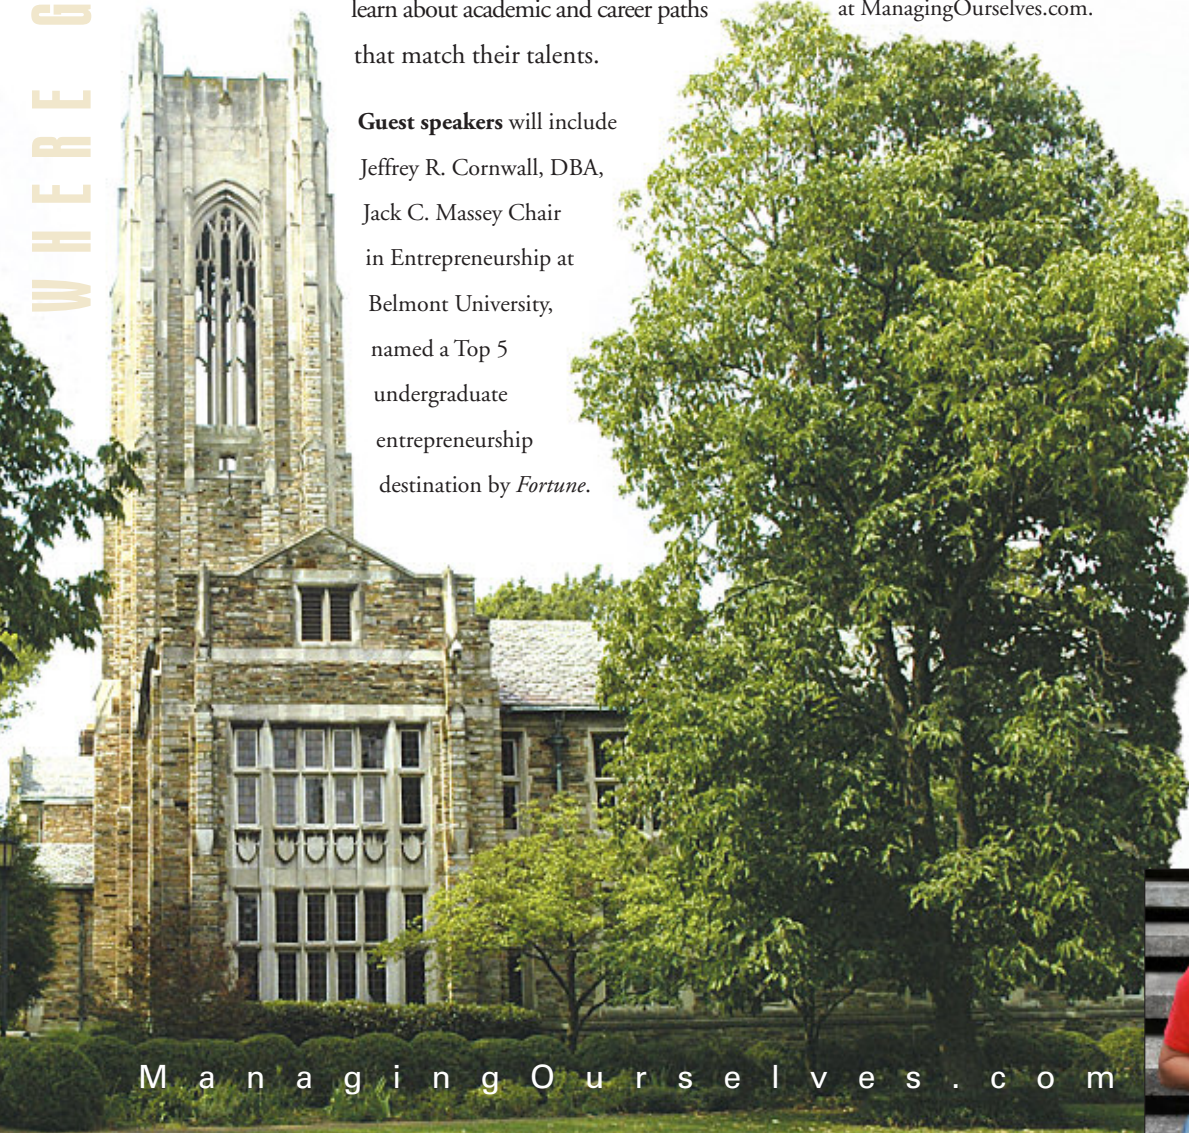 WHERE G
learn about academic and career paths
that match their talents.
Guest speakers will include
Jeffrey R. Cornwall, DBA,
Jack C. Massey Chair
in Entrepreneurship at
Belmont University,
named a Top 5
undergraduate
entrepreneurship
destination by Fortune.
at ManagingOurselves.com.
ManagingOurselves.com